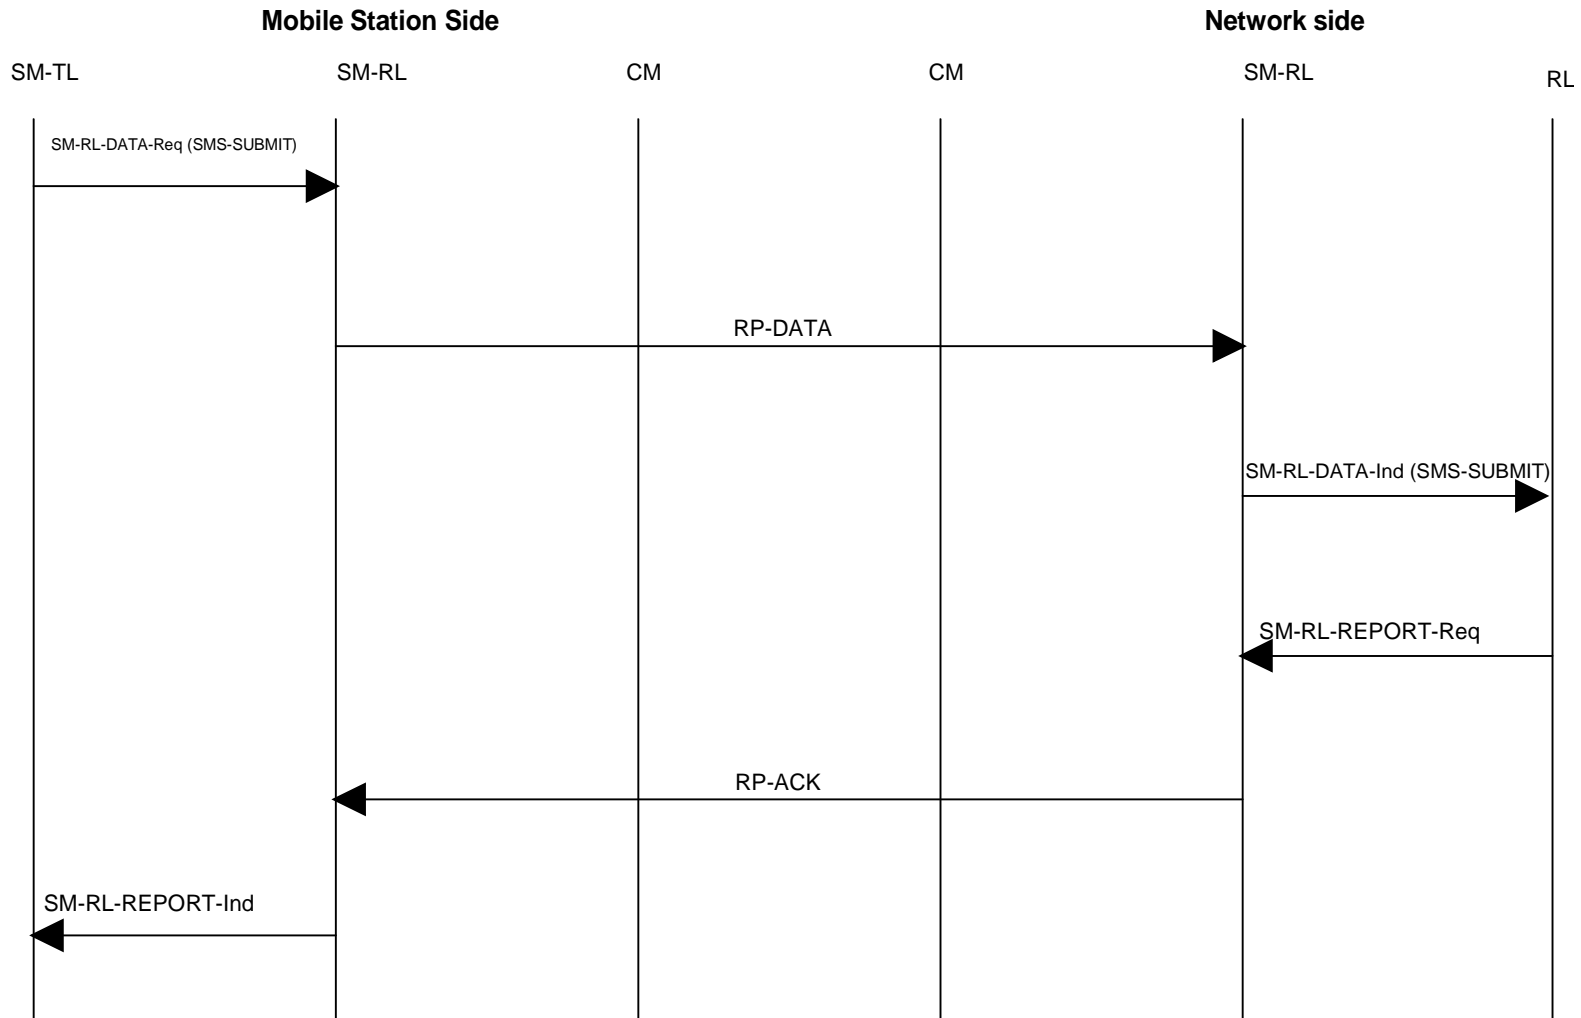 Mobile Station Side
Network side
SM-TL
SM-RL
CM
CM
SM-RL
RL
SM-RL-DATA-Req (SMS-SUBMIT)
RP-DATA
SM-RL-DATA-Ind (SMS-SUBMIT)
SM-RL-REPORT-Req
RP-ACK
SM-RL-REPORT-Ind